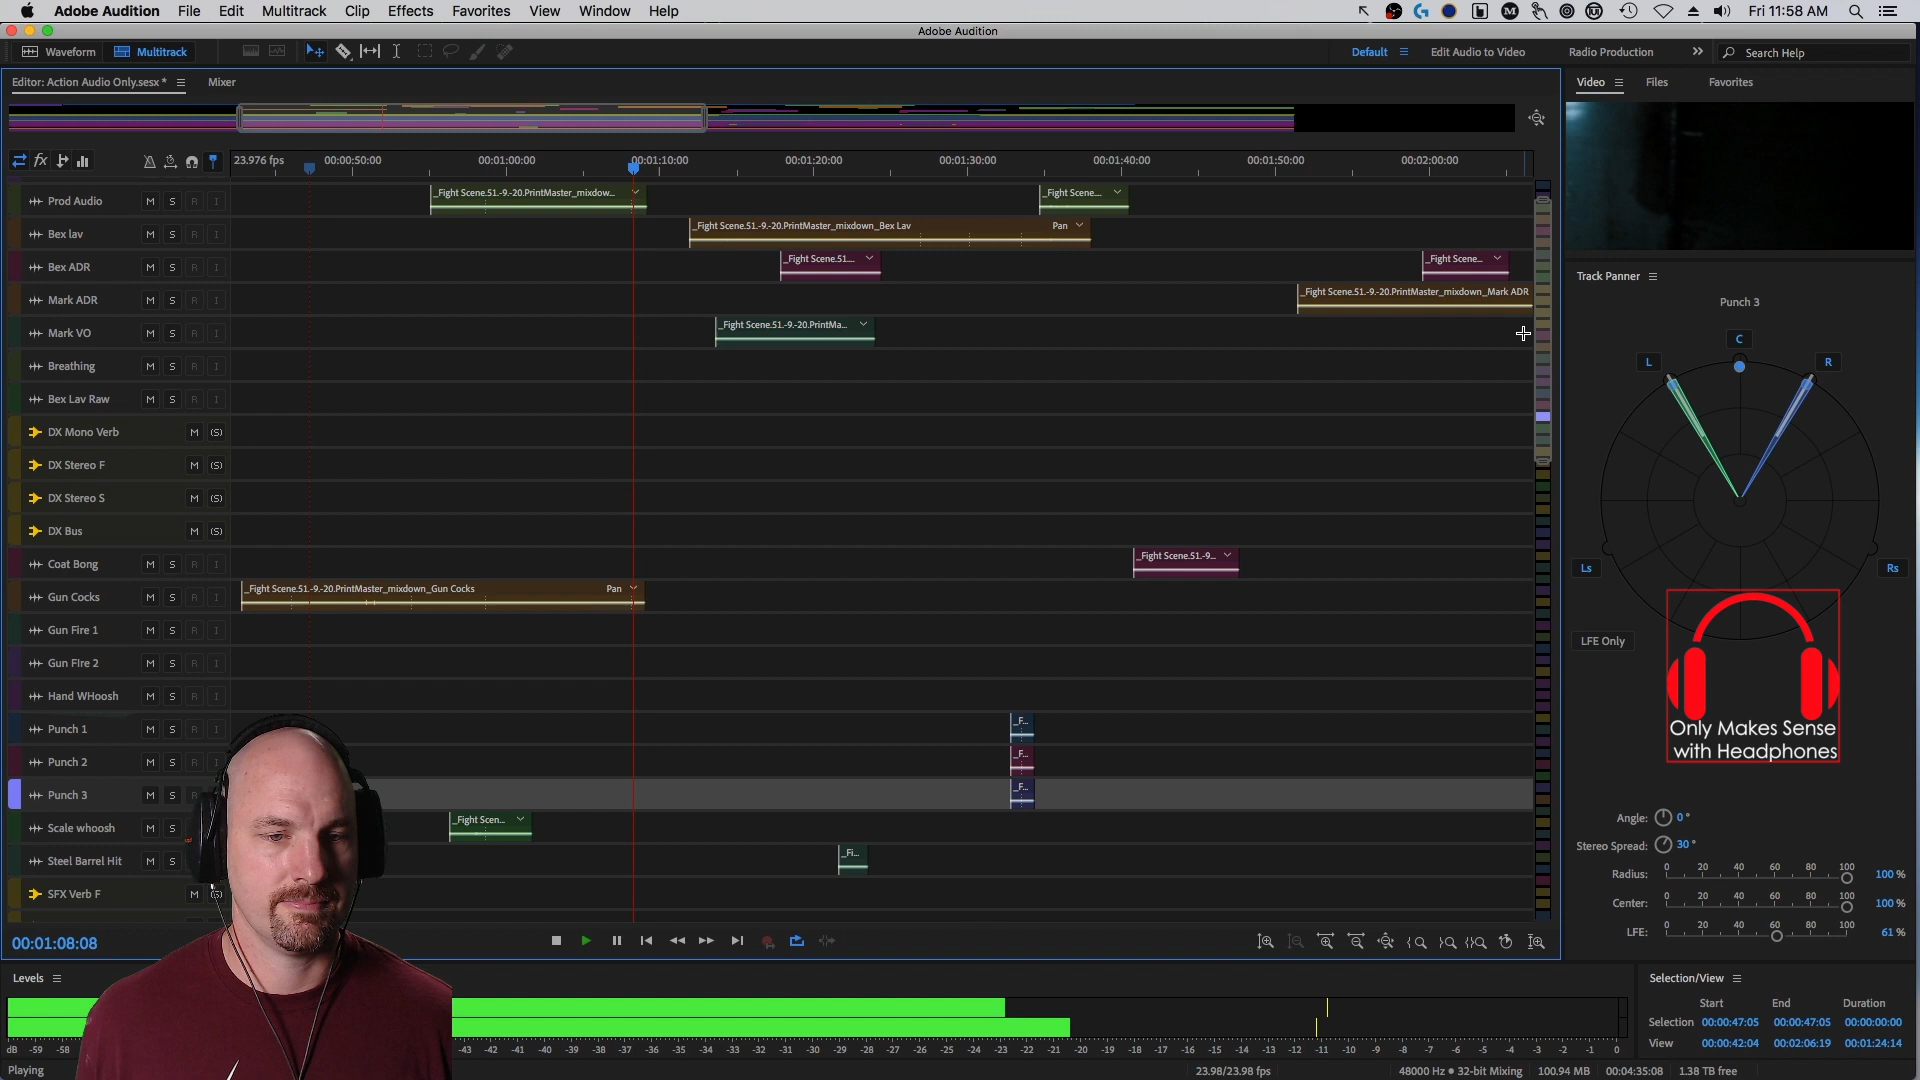 Adobe Audition File Edit Multitrack Clip Effects Favorites View Window Help Fri 11:58 AM
Adobe Audition
Waveform Multitrack Default Edit Audio to Video Radio Production Search Help
Editor: Action Audio Only.sesx * Mixer
23.976 fps 00:00:50:00 00:01:00:00 00:01:10:00 00:01:20:00 00:01:30:00 00:01:40:00 00:01:50:00 00:02:00:00
Prod Audio M S R I _Fight Scene.51.-9.-20.PrintMaster_mixdow... _Fight Scene....
Bex lav M S R I _Fight Scene.51.-9.-20.PrintMaster_mixdown_Bex Lav Pan
Bex ADR M S R I _Fight Scene.51.... _Fight Scene...
Mark ADR M S R I _Fight Scene.51.-9.-20.PrintMaster_mixdown_Mark ADR
Mark VO M S R I _Fight Scene.51.-9.-20.PrintMa...
Breathing M S R I
Bex Lav Raw M S R I
DX Mono Verb M (S)
DX Stereo F M (S)
DX Stereo S M (S)
DX Bus M (S)
Coat Bong M S R I _Fight Scene.51.-9...
Gun Cocks M S R I _Fight Scene.51.-9.-20.PrintMaster_mixdown_Gun Cocks Pan
Gun Fire 1 M S R I
Gun FIre 2 M S R I
Hand WHoosh M S R I
Punch 1 M S R I _F...
Punch 2 M S R I _F...
Punch 3 M S R _F...
Scale whoosh M S _Fight Scen...
Steel Barrel Hit M S _Fi...
SFX Verb F M (S)
00:01:08:08
Levels
dB -59 -58 -43 -42 -41 -40 -39 -38 -37 -36 -35 -34 -33 -32 -31 -30 -29 -28 -27 -26 -25 -24 -23 -22 -21 -20 -19 -18 -17 -16 -15 -14 -13 -12 -11 -10 -9 -8 -7 -6 -5 -4 -3 -2 -1 0
Playing 23.98/23.98 fps 48000 Hz • 32-bit Mixing 100.94 MB 00:04:35:08 1.38 TB free
Video Files Favorites
Track Panner
Punch 3
C
L R
Ls Rs
LFE Only
Only Makes Sense
with Headphones
Angle: 0 °
Stereo Spread: 30 °
0 20 40 60 80 100
Radius: 100 %
0 20 40 60 80 100
Center: 100 %
0 20 40 60 80 100
LFE: 61 %
Selection/View
Start End Duration
Selection 00:00:47:05 00:00:47:05 00:00:00:00
View 00:00:42:04 00:02:06:19 00:01:24:14